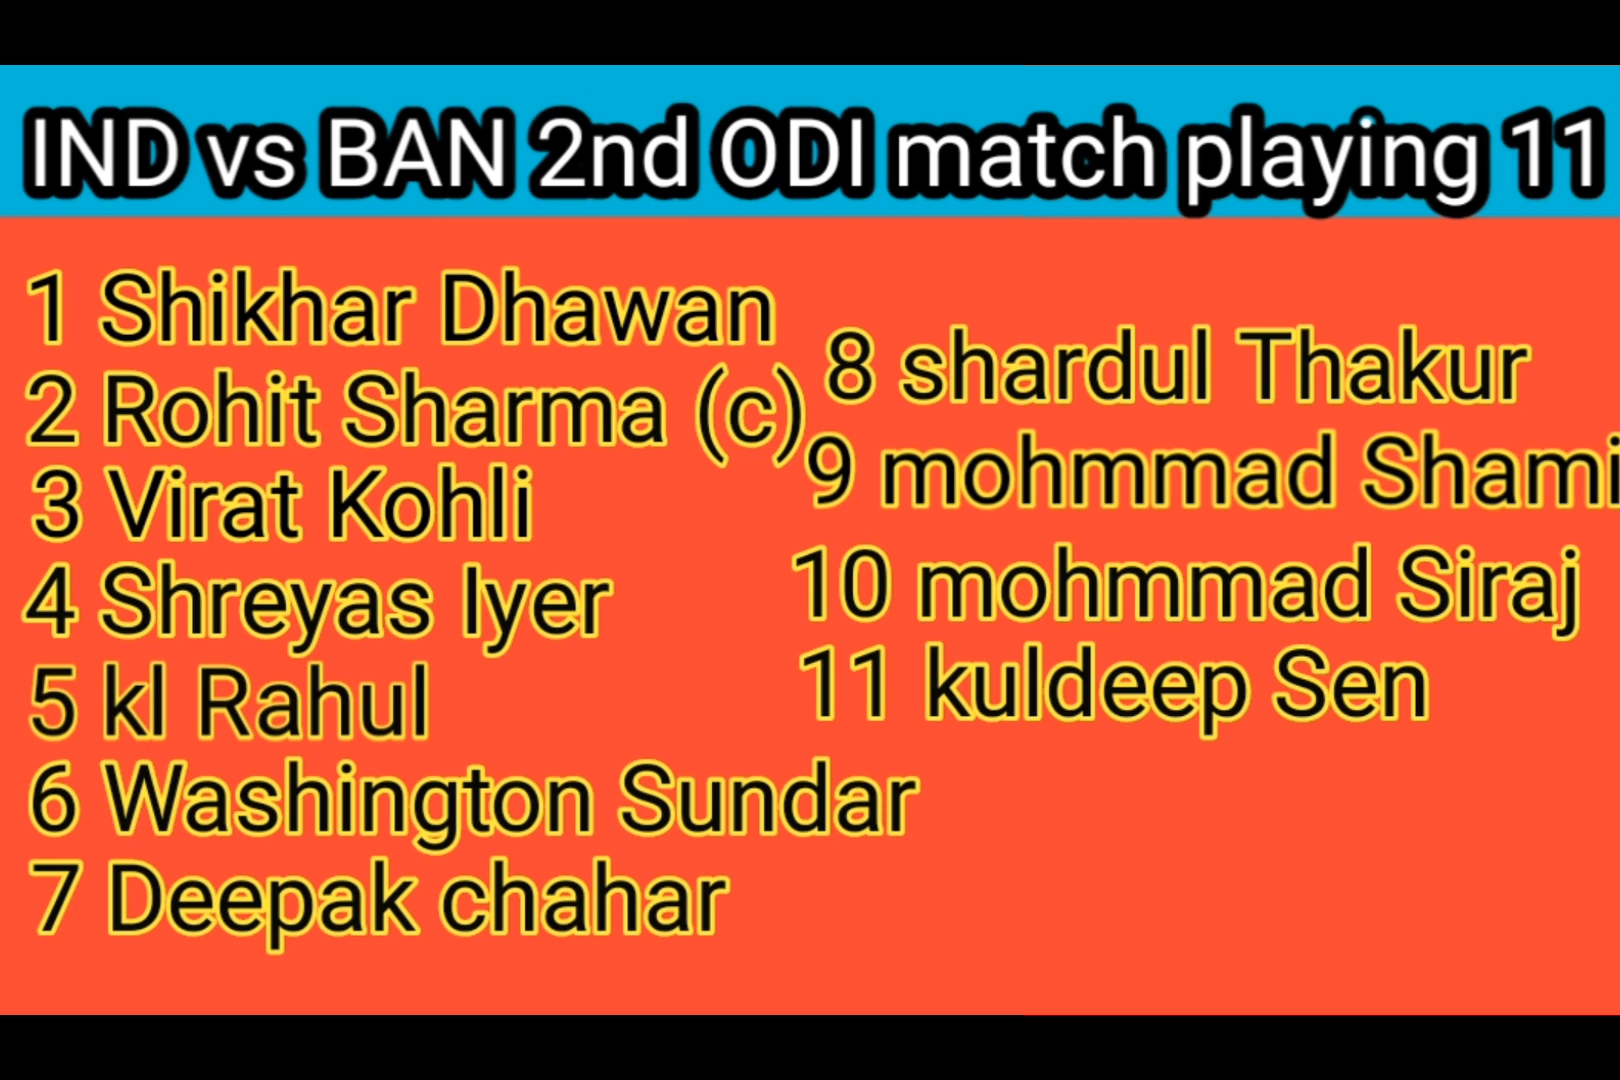 IND vs BAN 2nd ODI match playing 11
1 Shikhar Dhawan
2 Rohit Sharma (c)
3 Virat Kohli
4 Shreyas Iyer
5 kl Rahul
6 Washington Sundar
7 Deepak chahar
8 shardul Thakur
9 mohmmad Shami
10 mohmmad Siraj
11 kuldeep Sen